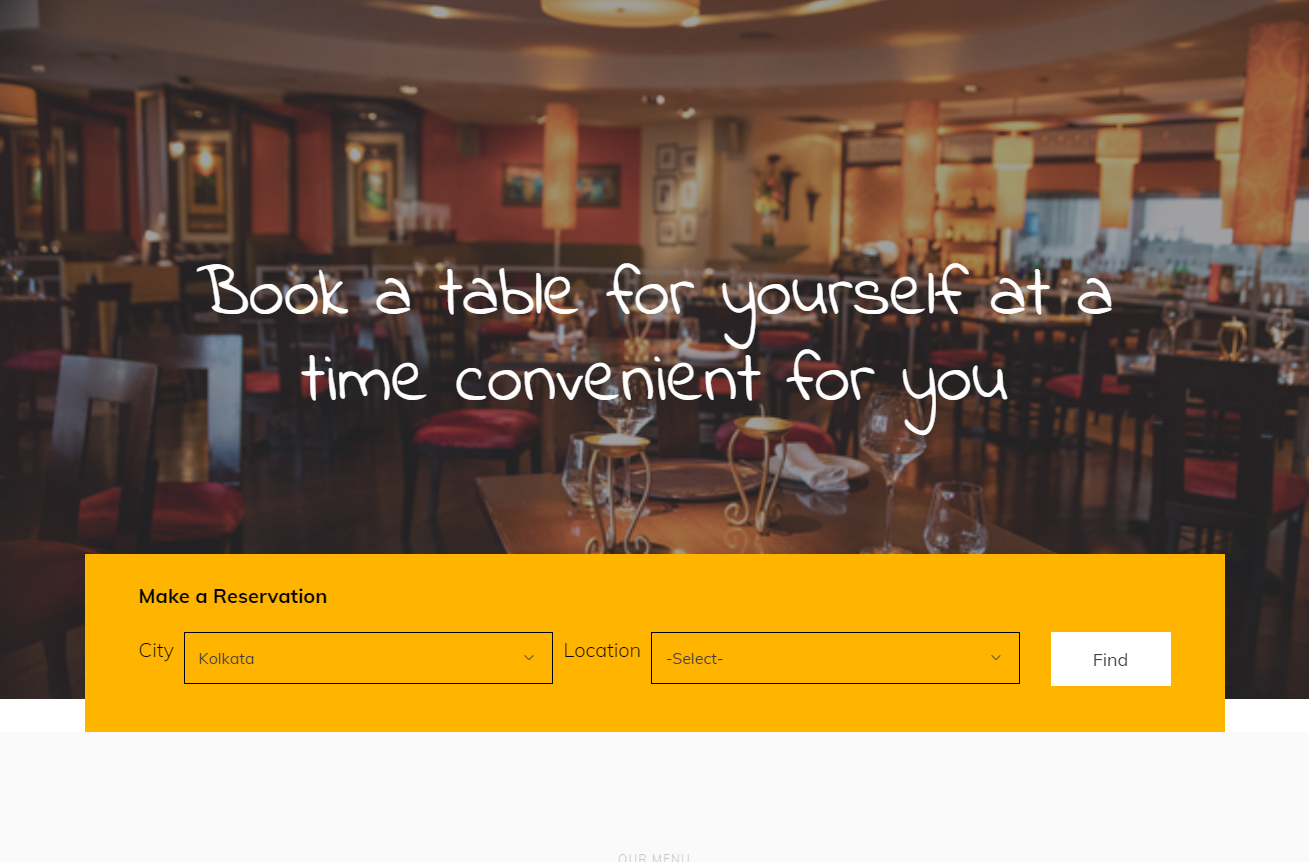 Book a table for yourself at a
time convenient for you
Make a Reservation
City
Kolkata
Location
-Select-
Find
OUR MENU